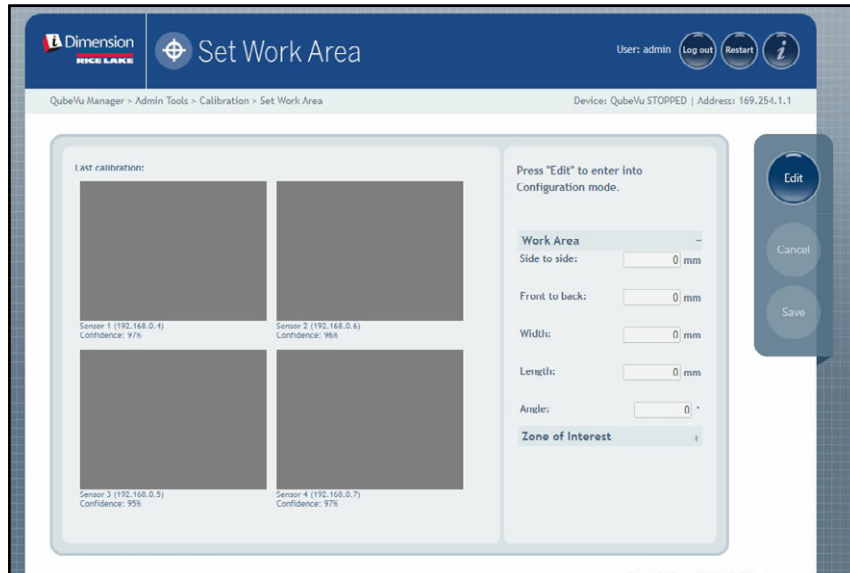 iDimension
RICE LAKE
Set Work Area
User: admin
Log out
Restart
i
QubeVu Manager > Admin Tools > Calibration > Set Work Area
Device: QubeVu STOPPED | Address: 169.254.1.1
Last calibration:
Sensor 1 (192.168.0.4)
Confidence: 97%
Sensor 2 (192.168.0.6)
Confidence: 96%
Sensor 3 (192.168.0.5)
Confidence: 95%
Sensor 4 (192.168.0.7)
Confidence: 97%
Press "Edit" to enter into
Configuration mode.
Work Area −
Side to side: 0 mm
Front to back: 0 mm
Width: 0 mm
Length: 0 mm
Angle: 0 °
Zone of Interest +
Edit
Cancel
Save